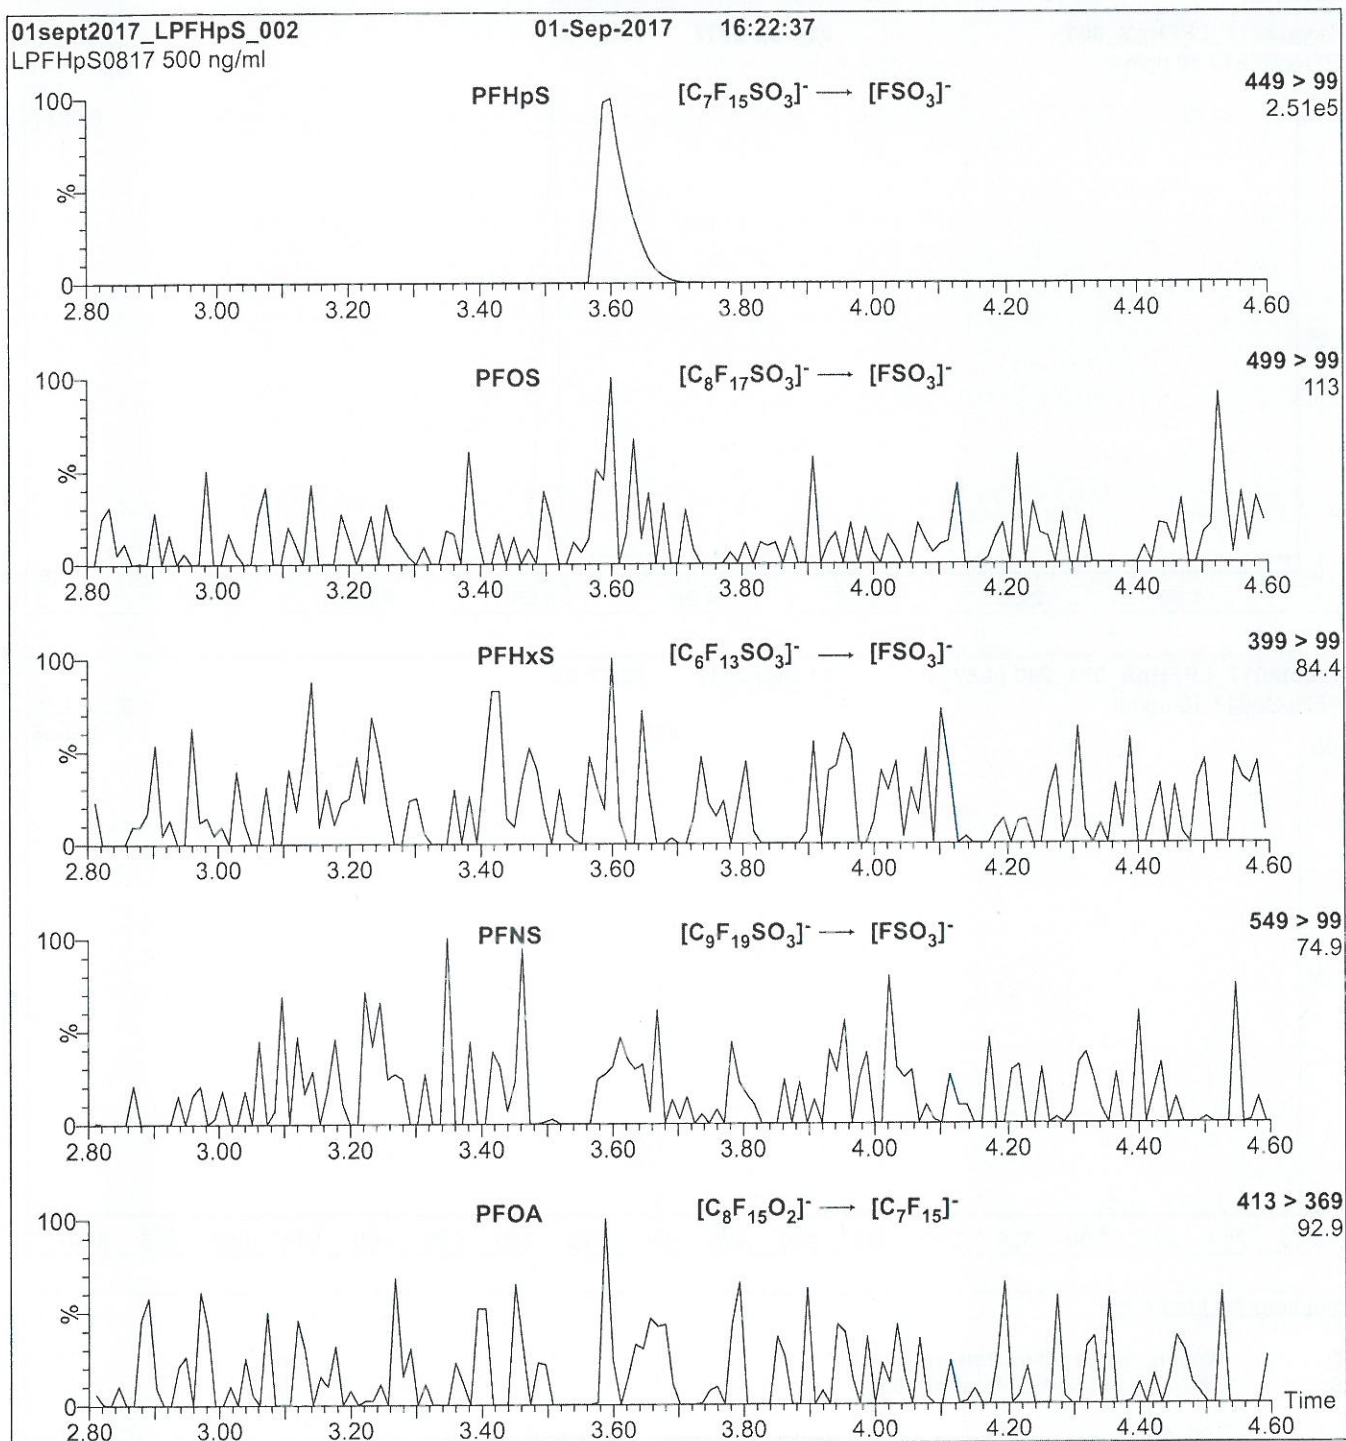 01sept2017_LPFHpS_002 01-Sep-2017 16:22:37
LPFHpS0817 500 ng/ml
PFHpS [C₇F₁₅SO₃]⁻ → [FSO₃]⁻ 449 > 99
2.51e5
100
%
0
2.80 3.00 3.20 3.40 3.60 3.80 4.00 4.20 4.40 4.60
PFOS [C₈F₁₇SO₃]⁻ → [FSO₃]⁻ 499 > 99
113
100
%
0
2.80 3.00 3.20 3.40 3.60 3.80 4.00 4.20 4.40 4.60
PFHxS [C₆F₁₃SO₃]⁻ → [FSO₃]⁻ 399 > 99
84.4
100
%
0
2.80 3.00 3.20 3.40 3.60 3.80 4.00 4.20 4.40 4.60
PFNS [C₉F₁₉SO₃]⁻ → [FSO₃]⁻ 549 > 99
74.9
100
%
0
2.80 3.00 3.20 3.40 3.60 3.80 4.00 4.20 4.40 4.60
PFOA [C₈F₁₅O₂]⁻ → [C₇F₁₅]⁻ 413 > 369
92.9
100
%
0
Time
2.80 3.00 3.20 3.40 3.60 3.80 4.00 4.20 4.40 4.60